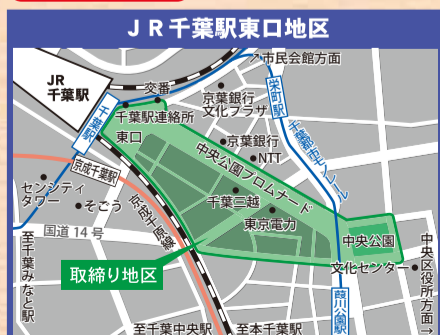 JR千葉駅東口地区
↗市民会館方面
JR
千葉駅
交番
栄町駅
京葉銀行
文化プラザ
千葉駅
千葉駅連絡所
東口
京葉銀行
NTT
千葉都市モノレール
中央公園プロムナード
京成千葉駅
センシティ
タワー
そごう
京成千原線
千葉三越
東京電力
国道14号
中央公園
取締り地区
文化センター
至千葉みなと駅
葭川公園駅
中央区役所方面→
至千葉中央駅
至本千葉駅